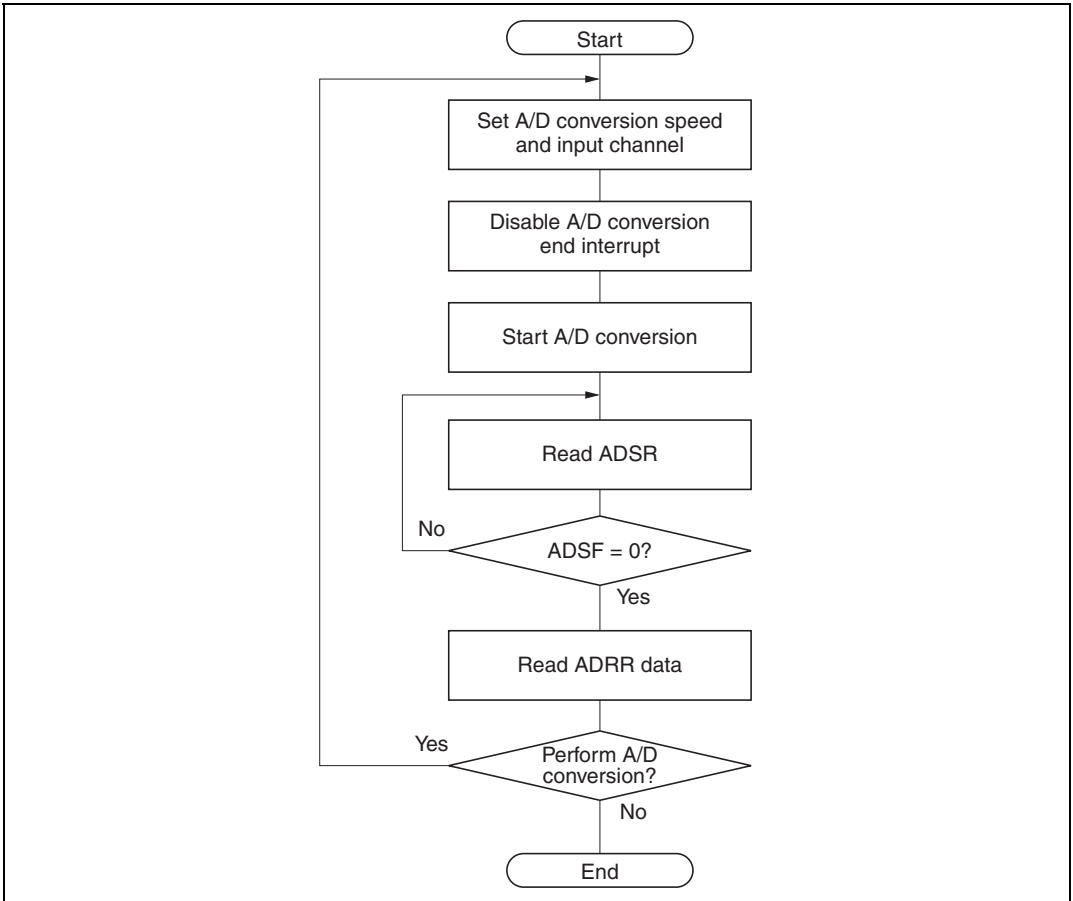 Start
Set A/D conversion speed
and input channel
Disable A/D conversion
end interrupt
Start A/D conversion
Read ADSR
No
ADSF = 0?
Yes
Read ADRR data
Yes
Perform A/D
conversion?
No
End